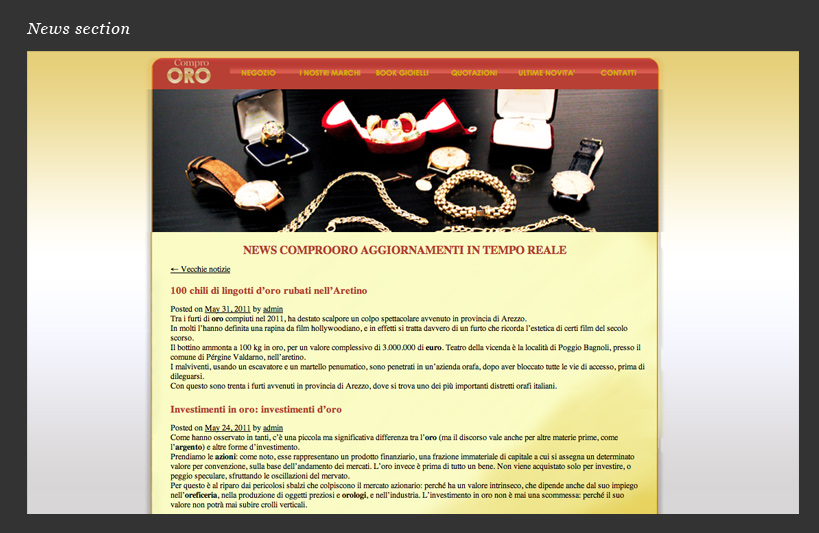 News section
Compro
ORO
NEGOZIO I NOSTRI MARCHI BOOK GIOIELLI QUOTAZIONI ULTIME NOVITA' CONTATTI
NEWS COMPROORO AGGIORNAMENTI IN TEMPO REALE
← Vecchie notizie
100 chili di lingotti d'oro rubati nell'Aretino
Posted on May 31, 2011 by admin
Tra i furti di oro compiuti nel 2011, ha destato scalpore un colpo spettacolare avvenuto in provincia di Arezzo.
In molti l'hanno definita una rapina da film hollywoodiano, e in effetti si tratta davvero di un furto che ricorda l'estetica di certi film del secolo
scorso.
Il bottino ammonta a 100 kg in oro, per un valore complessivo di 3.000.000 di euro. Teatro della vicenda è la località di Poggio Bagnoli, presso il
comune di Pérgine Valdarno, nell'aretino.
I malviventi, usando un escavatore e un martello penumatico, sono penetrati in un'azienda orafa, dopo aver bloccato tutte le vie di accesso, prima di
dileguarsi.
Con questo sono trenta i furti avvenuti in provincia di Arezzo, dove si trova uno dei più importanti distretti orafi italiani.
Investimenti in oro: investimenti d'oro
Posted on May 24, 2011 by admin
Come hanno osservato in tanti, c'è una piccola ma significativa differenza tra l'oro (ma il discorso vale anche per altre materie prime, come
l'argento) e altre forme d'investimento.
Prendiamo le azioni: come noto, esse rappresentano un prodotto finanziario, una frazione immateriale di capitale a cui si assegna un determinato
valore per convenzione, sulla base dell'andamento dei mercati. L'oro invece è prima di tutto un bene. Non viene acquistato solo per investire, o
peggio speculare, sfruttando le oscillazioni del mercato.
Per questo è al riparo dai pericolosi sbalzi che colpiscono il mercato azionario: perché ha un valore intrinseco, che dipende anche dal suo impiego
nell'oreficeria, nella produzione di oggetti preziosi e orologi, e nell'industria. L'investimento in oro non è mai una scommessa: perché il suo
valore non potrà mai subire crolli verticali.